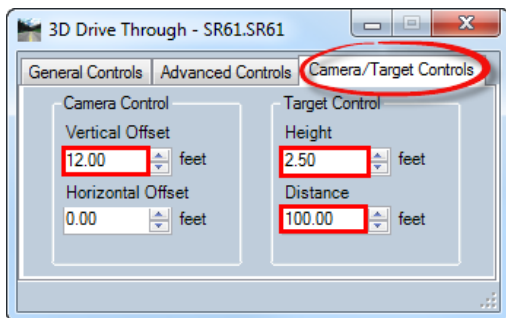 3D Drive Through - SR61.SR61
General Controls
Advanced Controls
Camera/Target Controls
Camera Control
Vertical Offset
12.00 feet
Horizontal Offset
0.00 feet
Target Control
Height
2.50 feet
Distance
100.00 feet